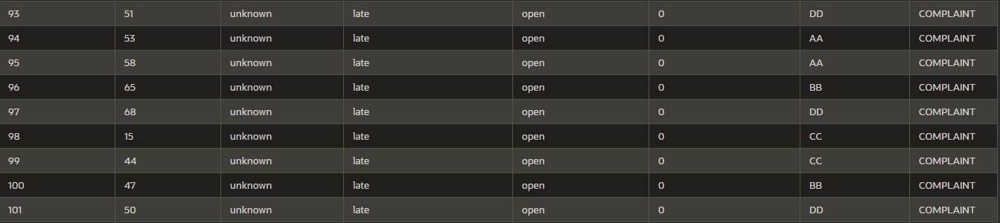 93 51 unknown late open 0 DD COMPLAINT
94 53 unknown late open 0 AA COMPLAINT
95 58 unknown late open 0 AA COMPLAINT
96 65 unknown late open 0 BB COMPLAINT
97 68 unknown late open 0 DD COMPLAINT
98 15 unknown late open 0 CC COMPLAINT
99 44 unknown late open 0 CC COMPLAINT
100 47 unknown late open 0 BB COMPLAINT
101 50 unknown late open 0 DD COMPLAINT